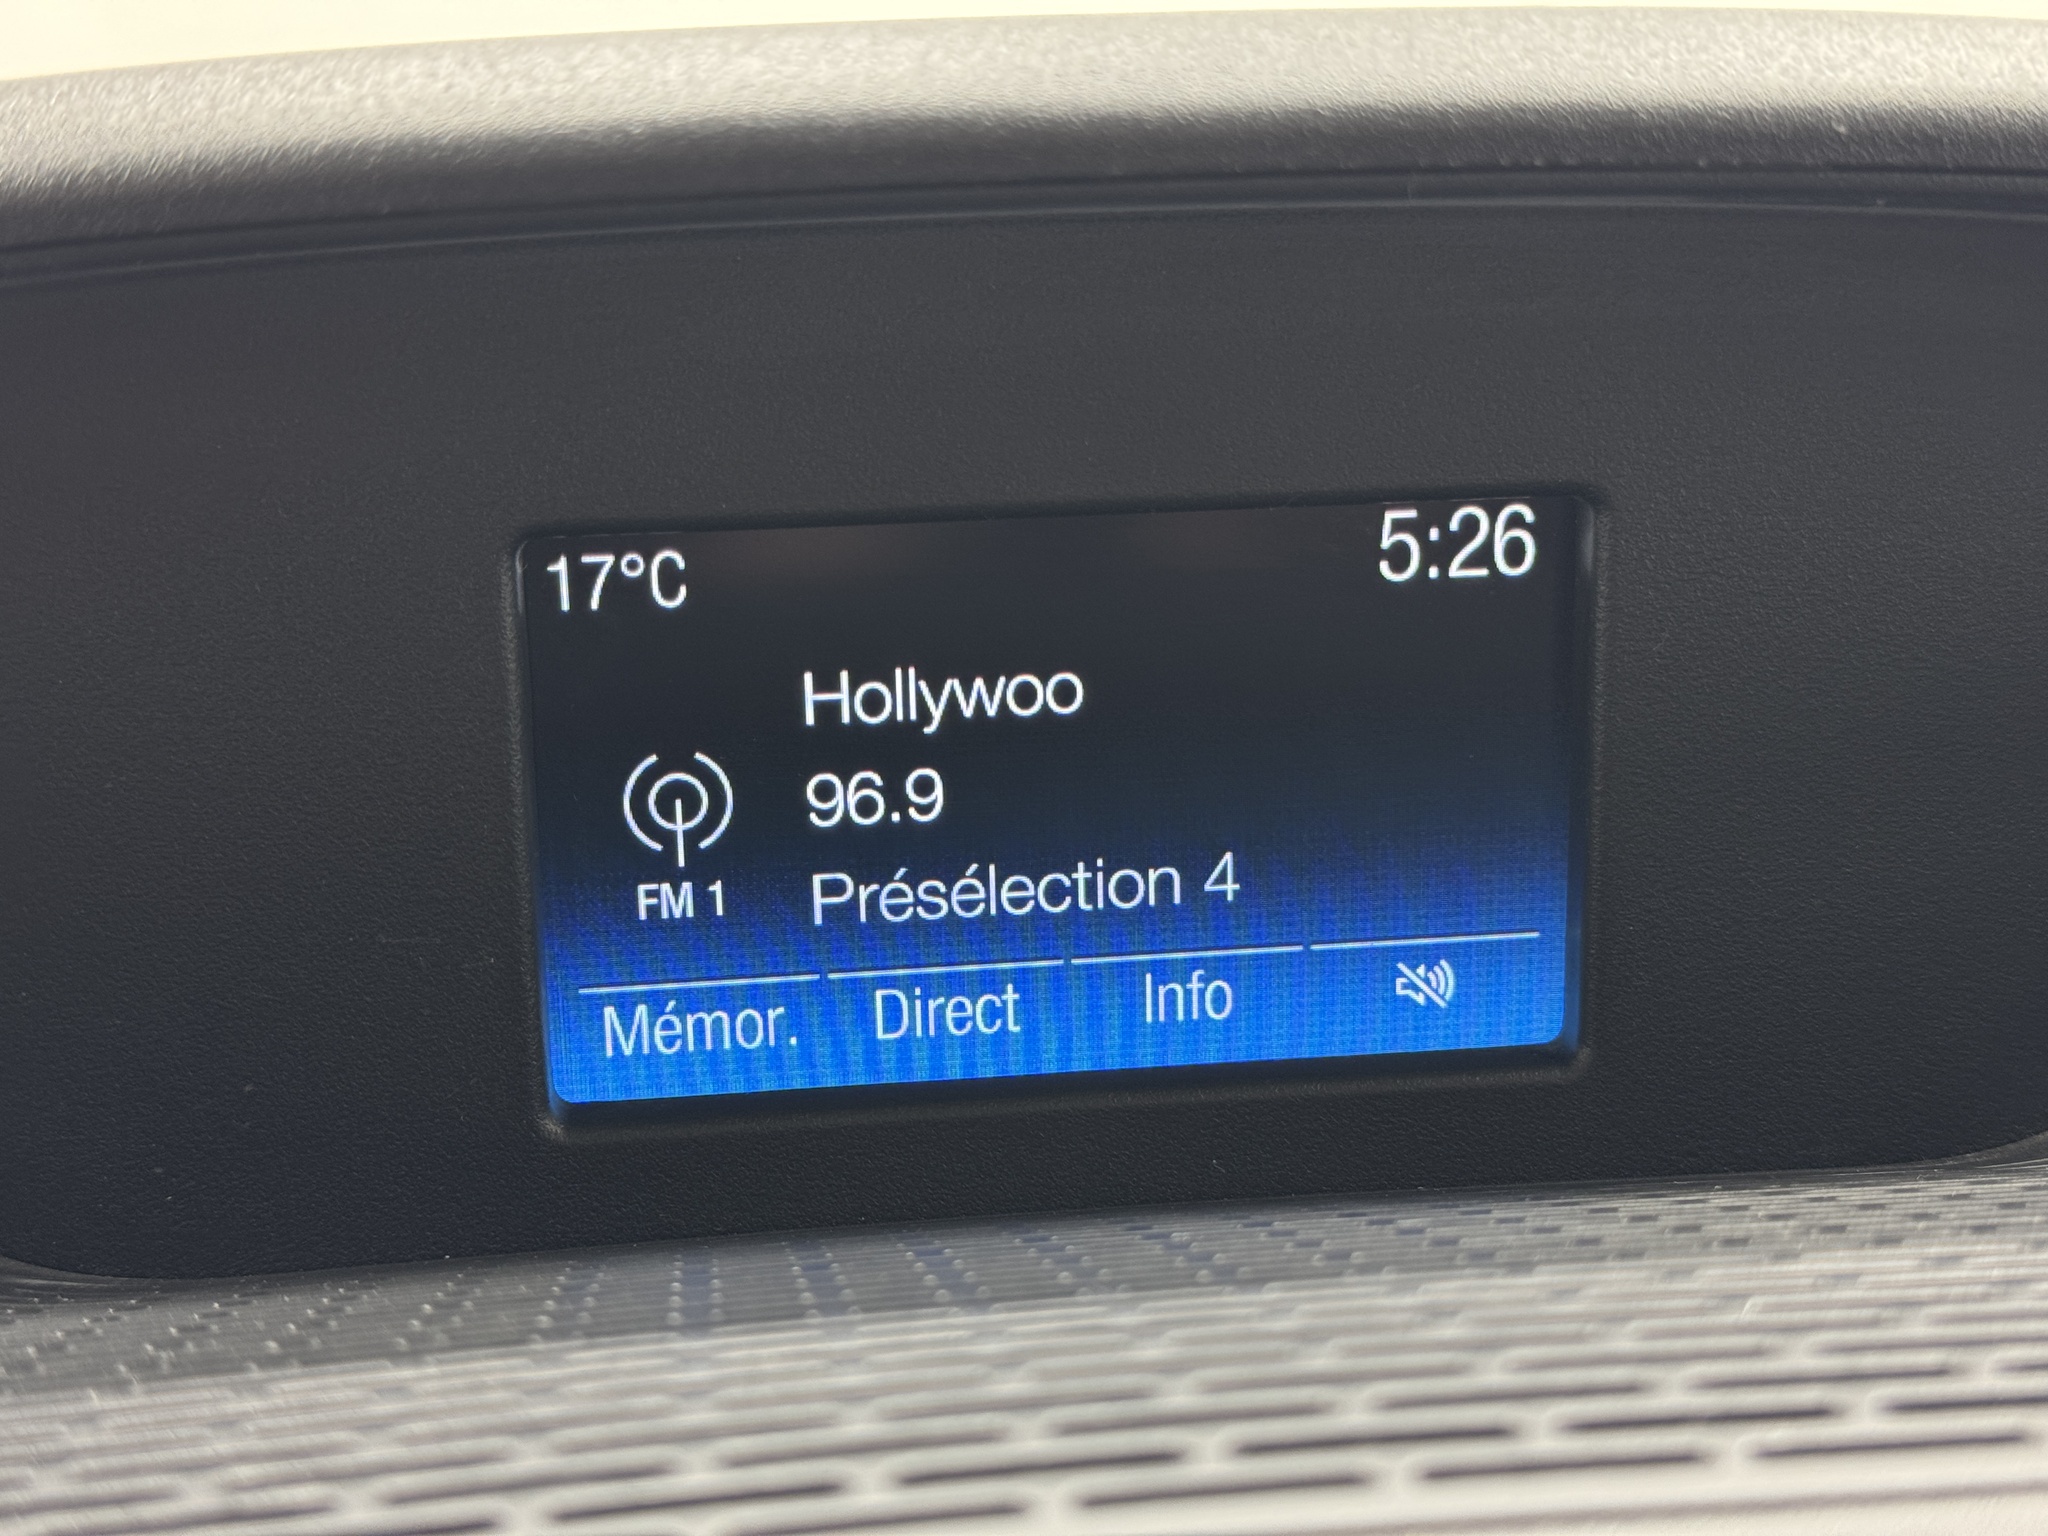 17°C 5:26
Hollywoo
96.9
FM 1 Présélection 4
Mémor. Direct Info